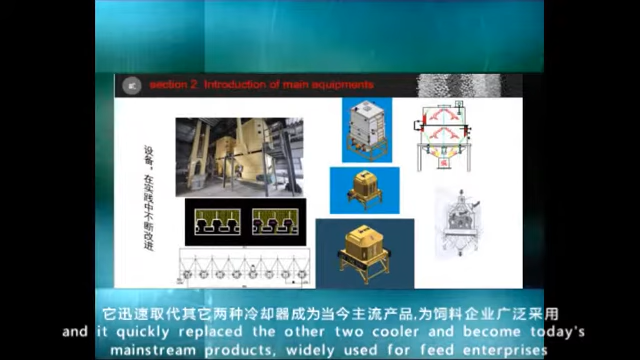 section 2 Introduction of main equipments
设备，在实践中不断改进
它迅速取代其它两种冷却器成为当今主流产品,为饲料企业广泛采用
and it quickly replaced the other two cooler and become today's
mainstream products, widely used for feed enterprises